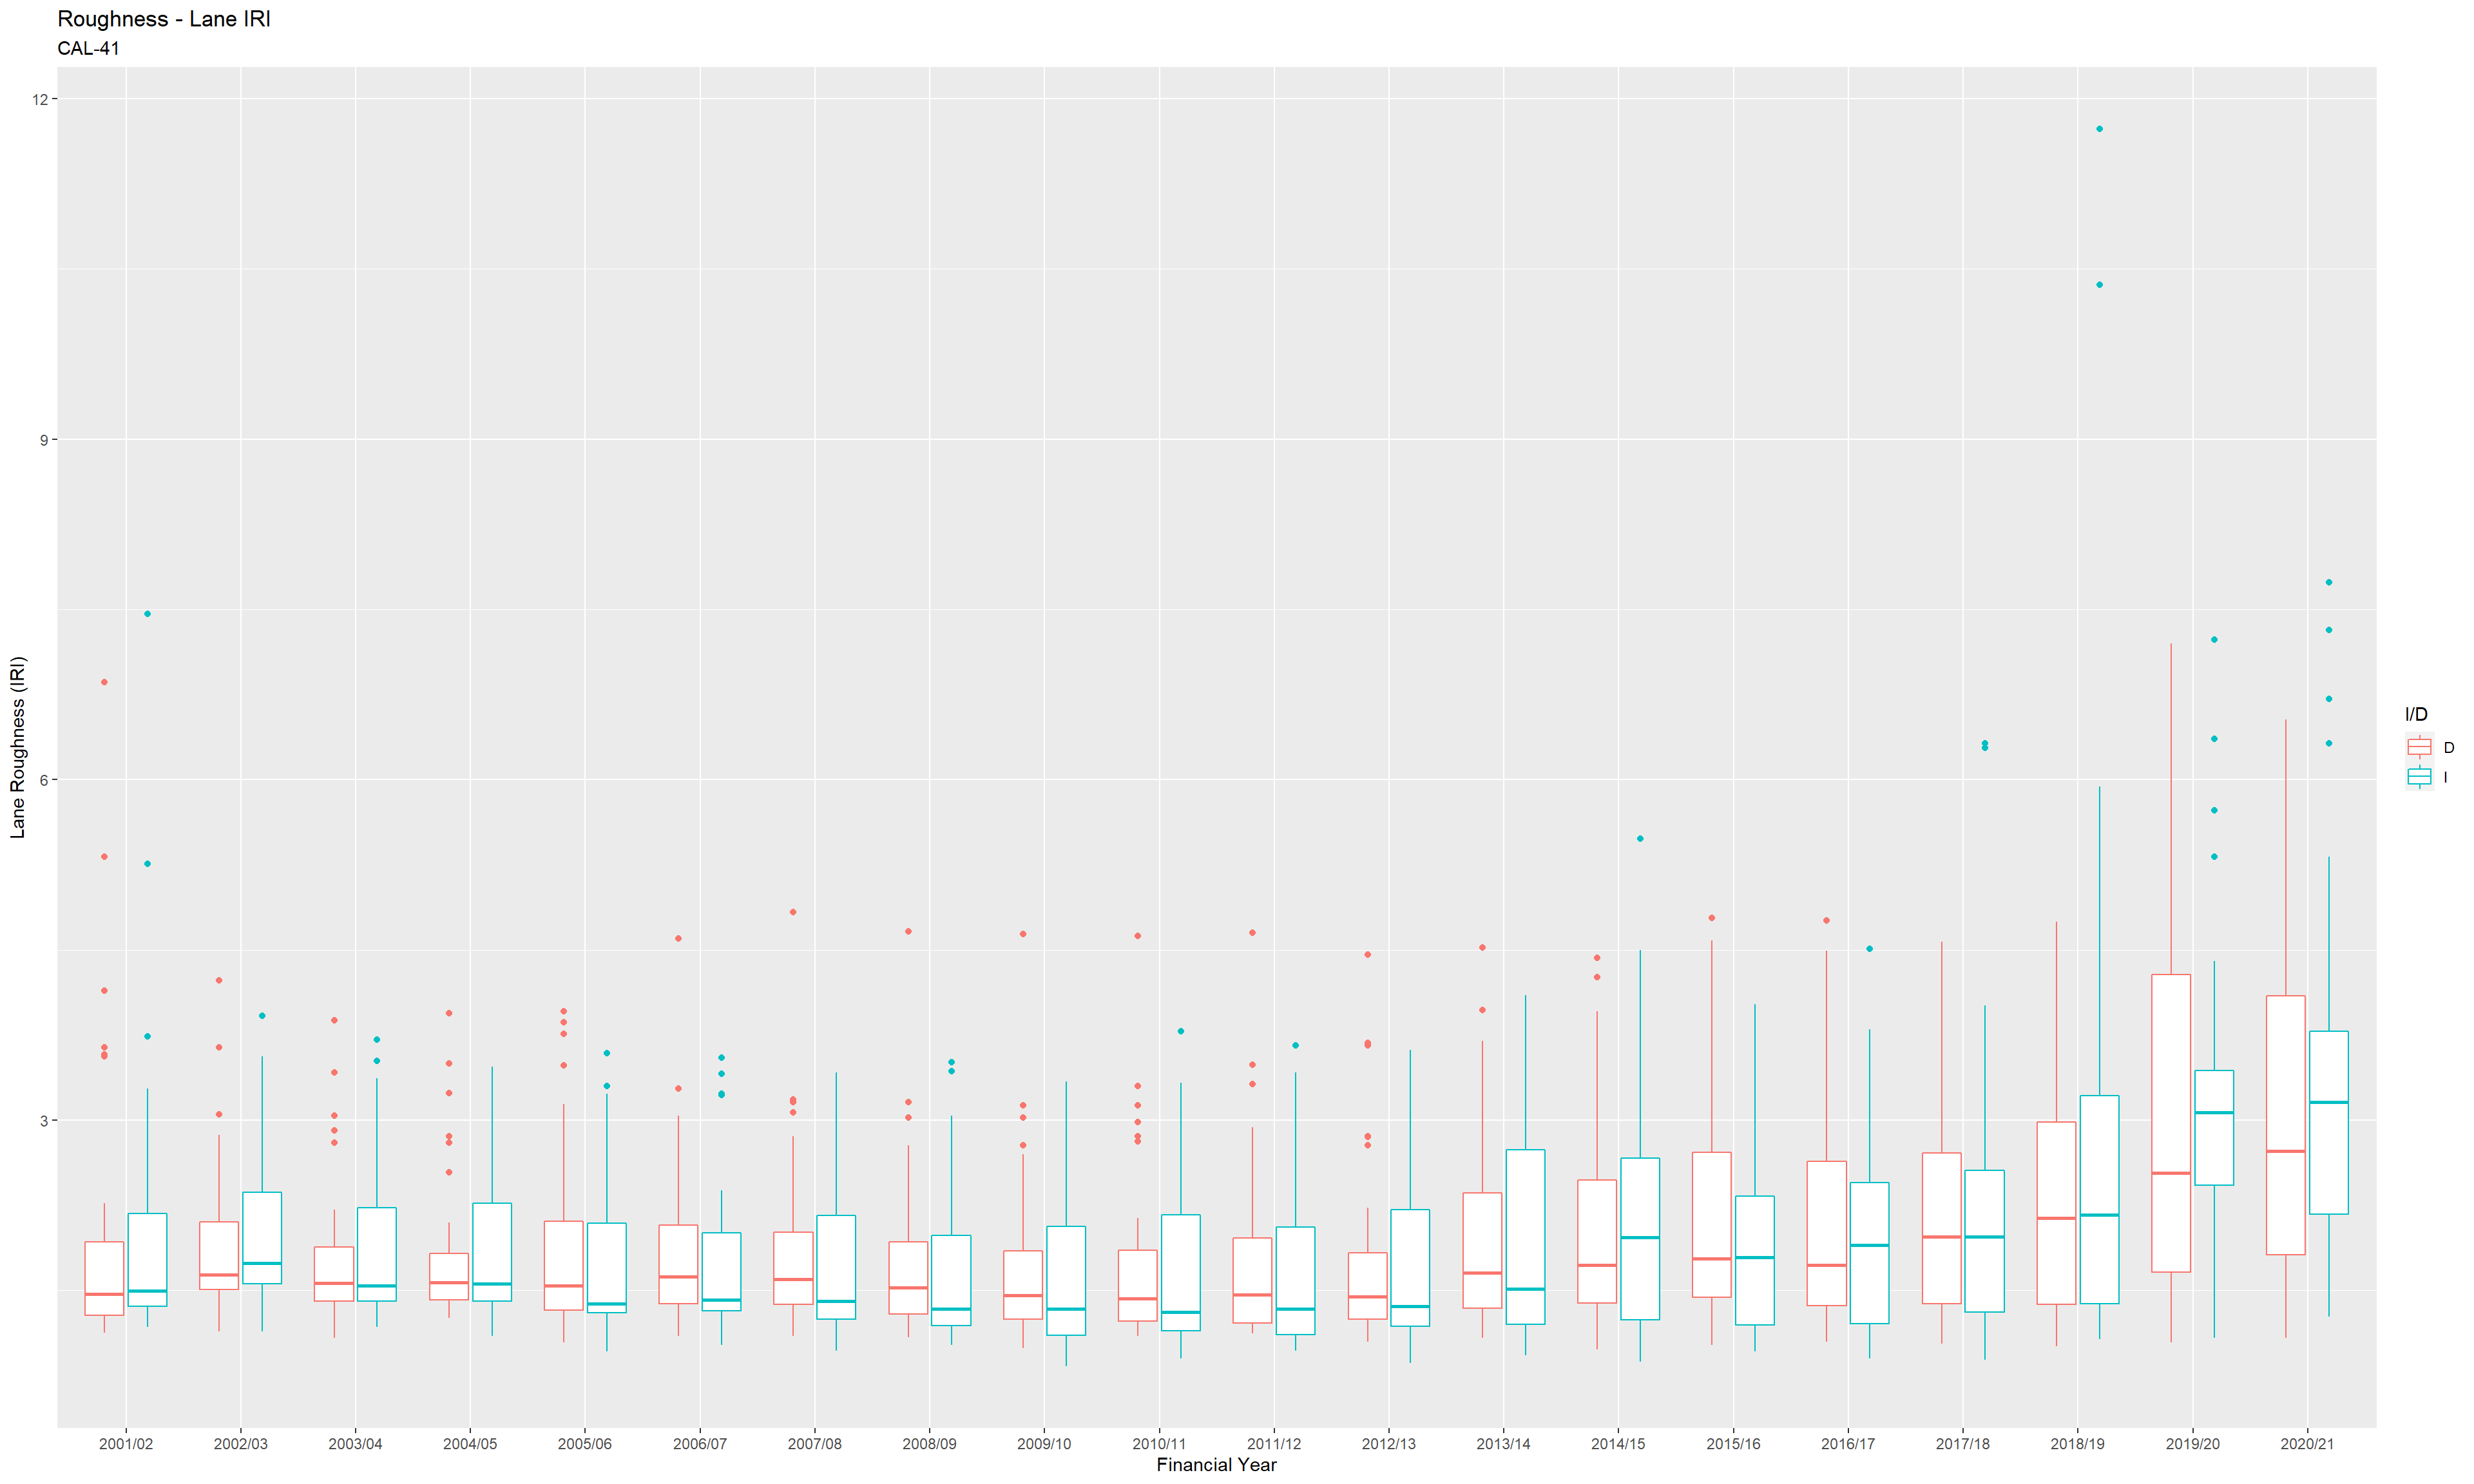 Roughness - Lane IRI
CAL-41
12
9
6
3
Lane Roughness (IRI)
2001/02 2002/03 2003/04 2004/05 2005/06 2006/07 2007/08 2008/09 2009/10 2010/11 2011/12 2012/13 2013/14 2014/15 2015/16 2016/17 2017/18 2018/19 2019/20 2020/21
Financial Year
I/D
D
I